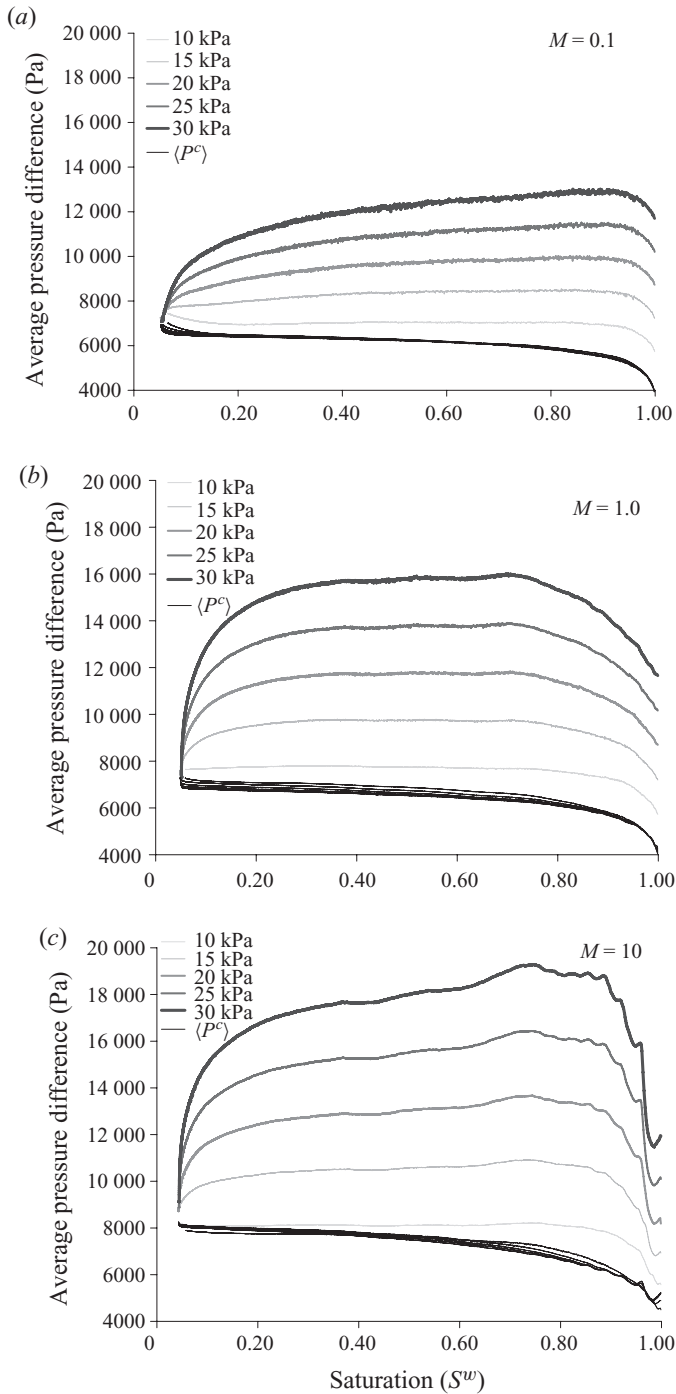 (a)
20 000
18 000
16 000
14 000
12 000
10 000
8000
6000
4000
Average pressure difference (Pa)
10 kPa
15 kPa
20 kPa
25 kPa
30 kPa
⟨P^c⟩
M = 0.1
0
0.20
0.40
0.60
0.80
1.00
(b)
20 000
18 000
16 000
14 000
12 000
10 000
8000
6000
4000
Average pressure difference (Pa)
10 kPa
15 kPa
20 kPa
25 kPa
30 kPa
⟨P^c⟩
M = 1.0
0
0.20
0.40
0.60
0.80
1.00
(c)
20 000
18 000
16 000
14 000
12 000
10 000
8000
6000
4000
Average pressure difference (Pa)
10 kPa
15 kPa
20 kPa
25 kPa
30 kPa
⟨P^c⟩
M = 10
0
0.20
0.40
0.60
0.80
1.00
Saturation (S^w)